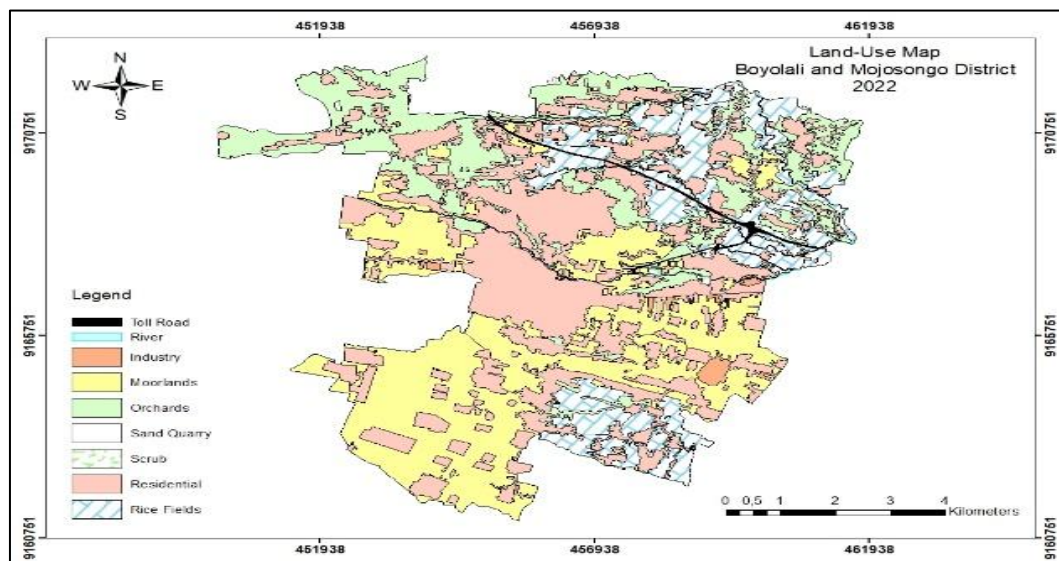 451938 456938 461938
Land-Use Map
Boyolali and Mojosongo District
2022
N
W E
S
9170751 9170751
Legend
Toll Road
River
Industry
Moorlands
Orchards
Sand Quarry
Scrub
Residential
Rice Fields
9165751 9165751
0 0,5 1 2 3 4
Kilometers
9160751 9160751
451938 456938 461938